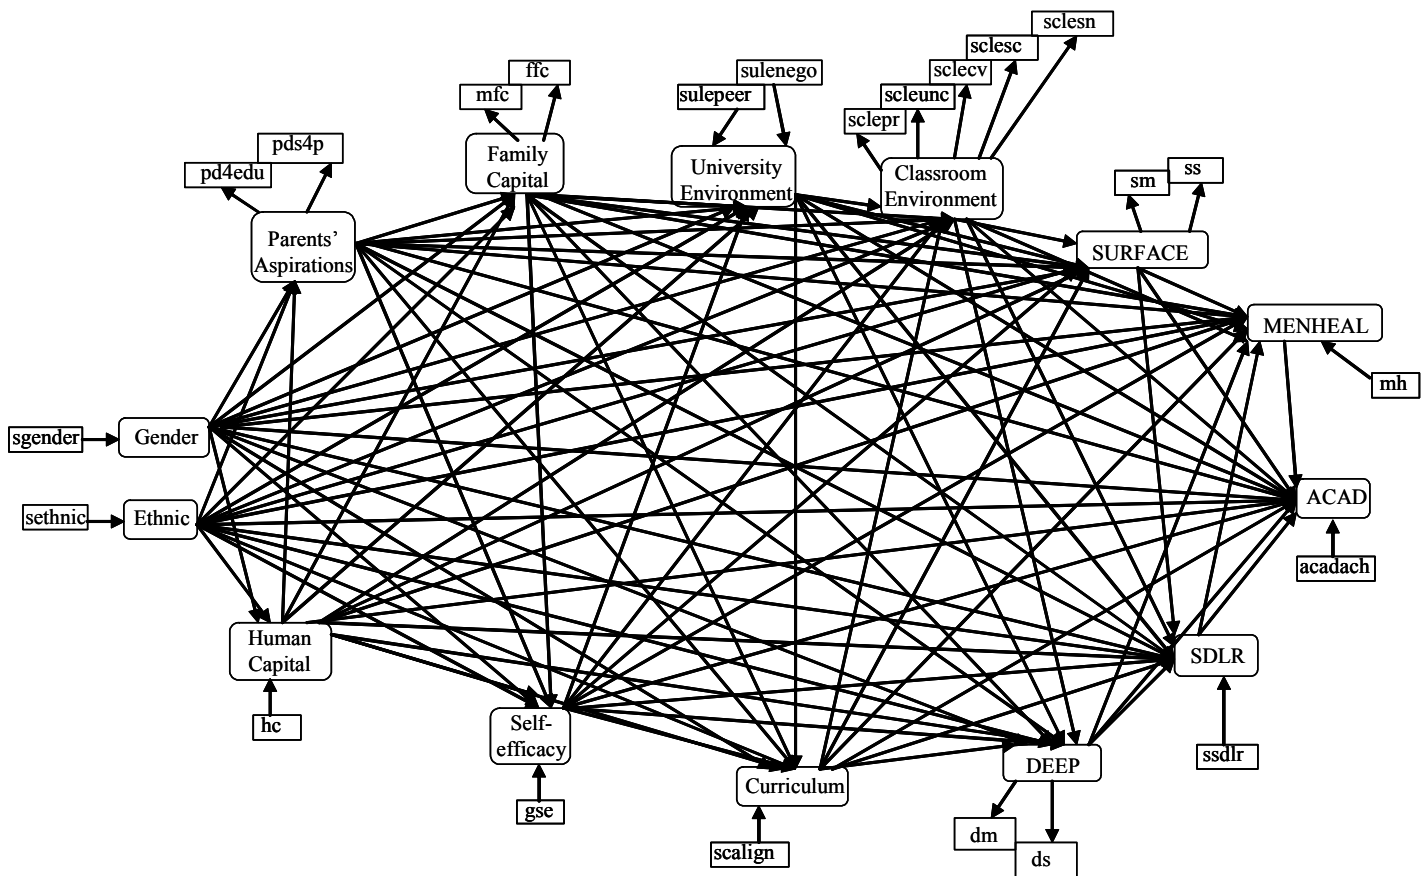 sclesn
sclesc
ffc
sulenego
sclecv
mfc
sulepeer
scleunc
sclepr
pds4p
Family
Capital
University
Environment
Classroom
Environment
ss
sm
pd4edu
Parents’
Aspirations
SURFACE
MENHEAL
mh
sgender
Gender
ACAD
sethnic
Ethnic
acadach
Human
Capital
SDLR
hc
Self-
efficacy
ssdlr
DEEP
Curriculum
gse
dm
scalign
ds